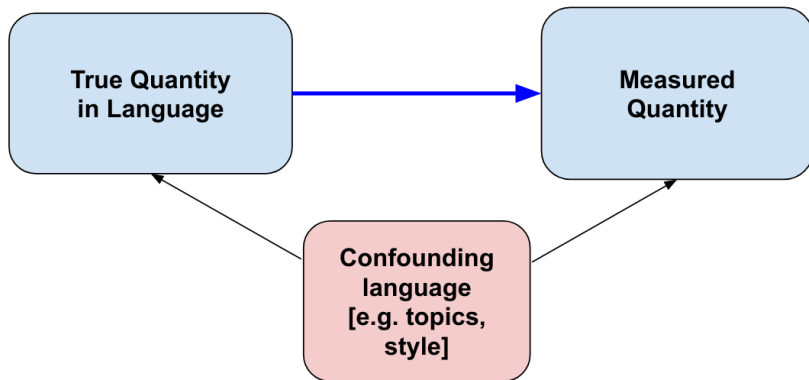 True Quantity
in Language
Measured
Quantity
Confounding
language
[e.g. topics,
style]